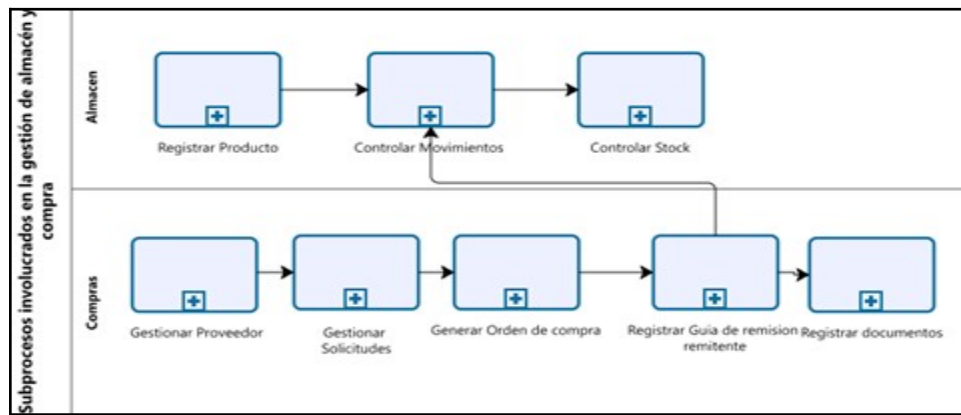 Subprocesos involucrados en la gestión de almacén y
compra
Almacen
Registrar Producto
Controlar Movimientos
Controlar Stock
Compras
Gestionar Proveedor
Gestionar
Solicitudes
Generar Orden de compra
Registrar Guia de remision
remitente
Registrar documentos